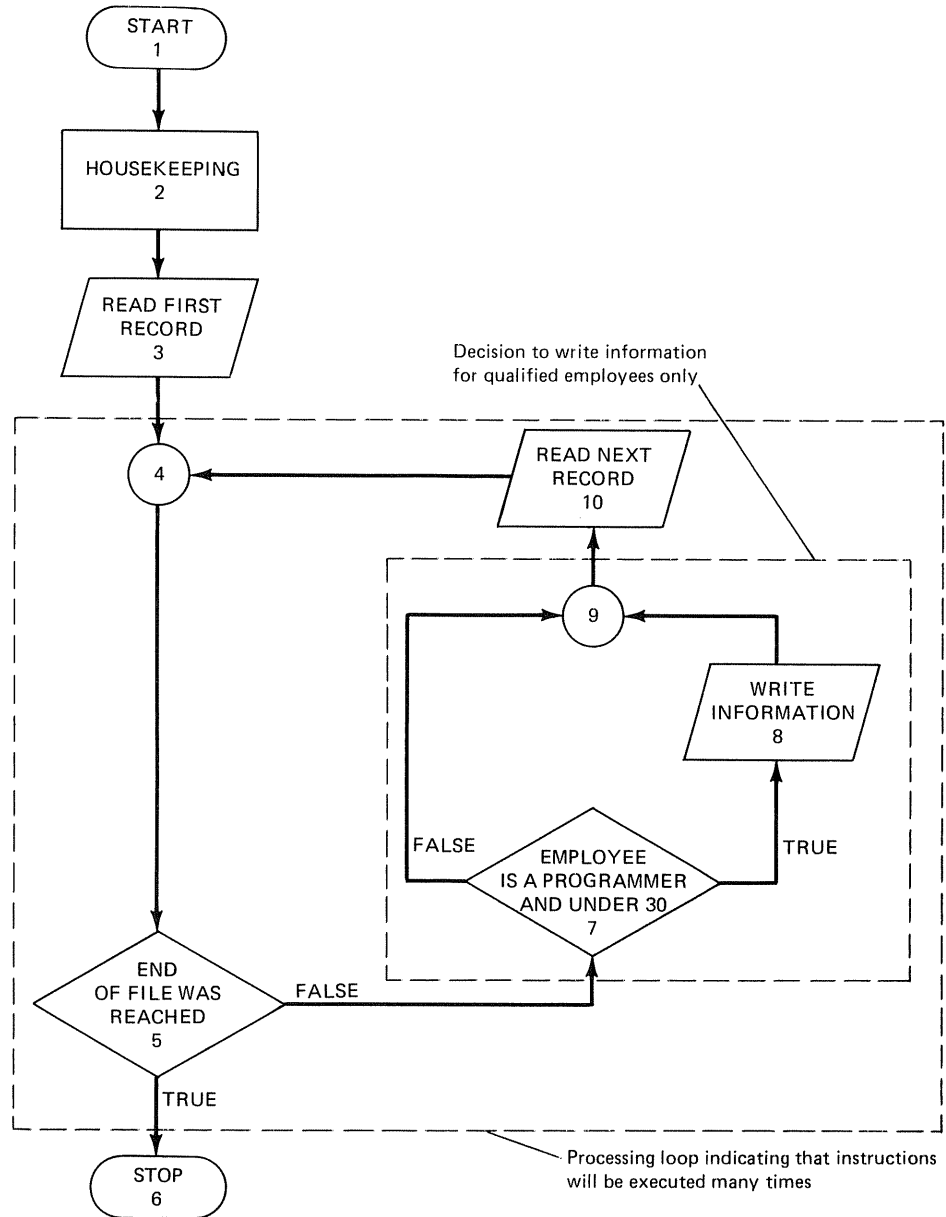 START
1
HOUSEKEEPING
2
READ FIRST
RECORD
3
Decision to write information
for qualified employees only
4
READ NEXT
RECORD
10
9
WRITE
INFORMATION
8
FALSE
EMPLOYEE
IS A PROGRAMMER
AND UNDER 30
7
TRUE
END
OF FILE WAS
REACHED
5
FALSE
TRUE
STOP
6
Processing loop indicating that instructions
will be executed many times